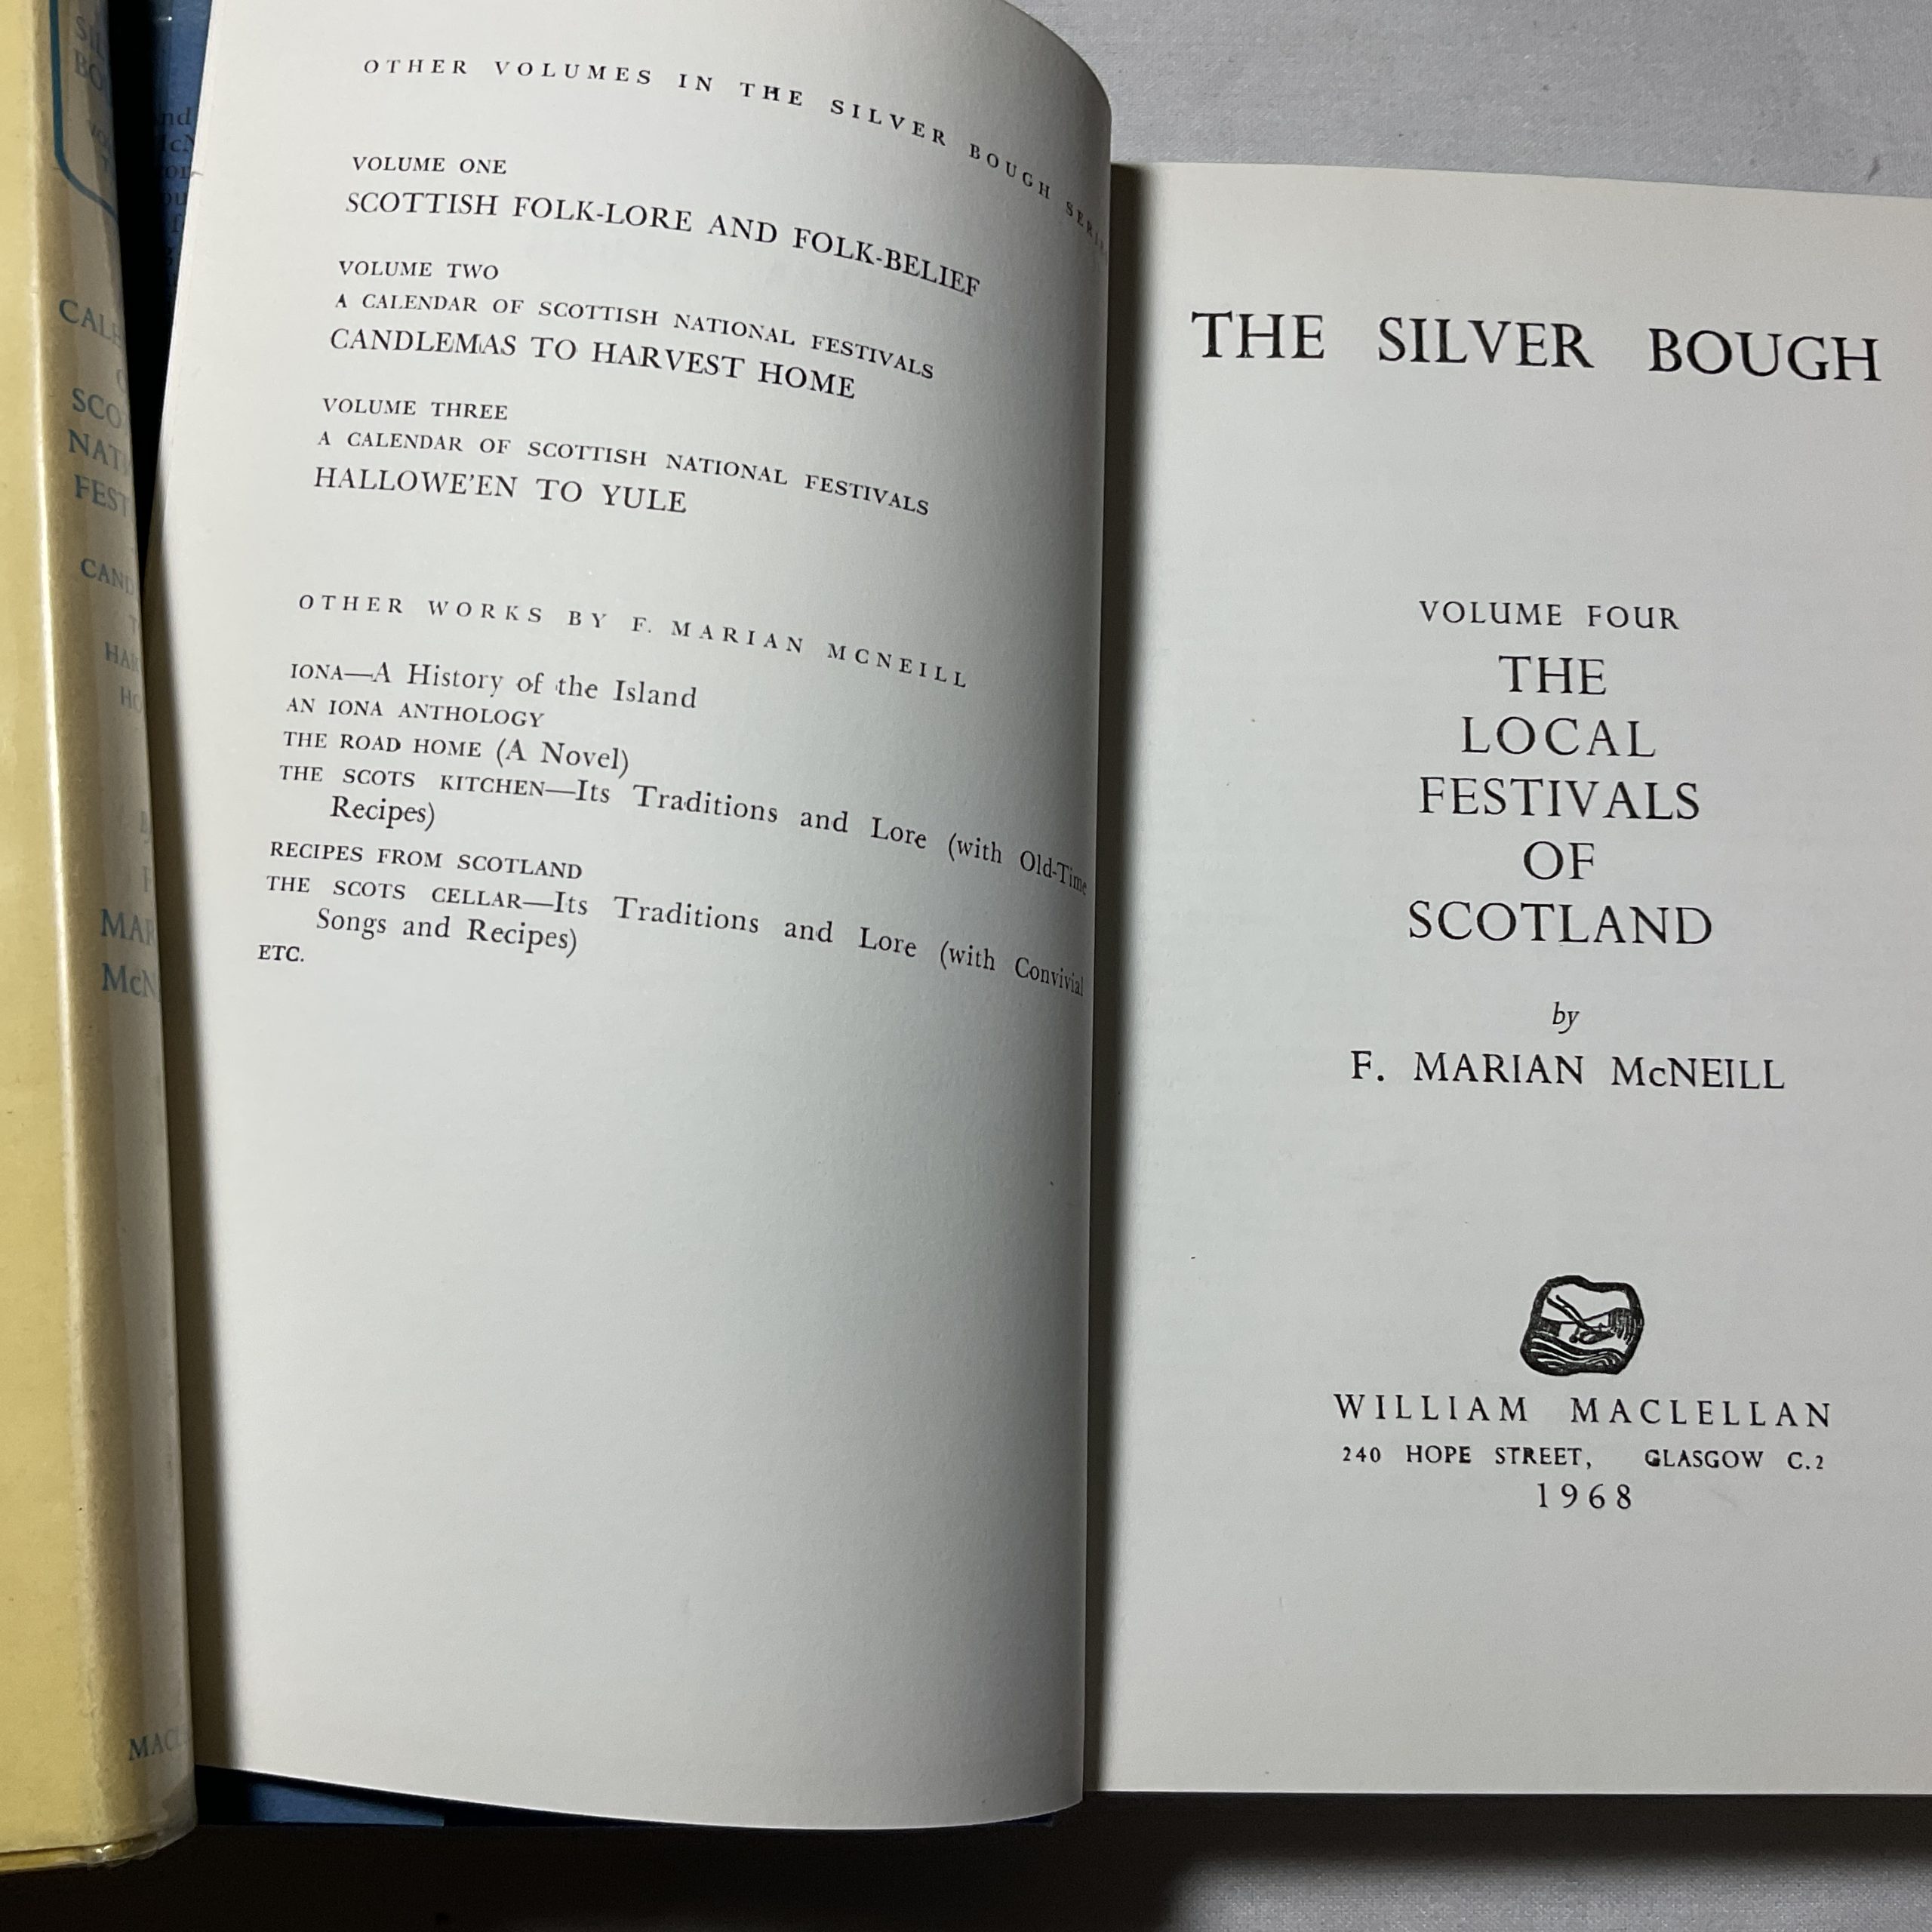 OTHER VOLUMES IN THE SILVER BOUGH
VOLUME ONE
SCOTTISH FOLK-LORE AND FOLK-BELIEF
VOLUME TWO
A CALENDAR OF SCOTTISH NATIONAL FESTIVALS
CANDLEMAS TO HARVEST HOME
VOLUME THREE
A CALENDAR OF SCOTTISH NATIONAL FESTIVALS
HALLOWE'EN TO YULE
OTHER WORKS BY F. MARIAN MCNEILL
IONA—A History of the Island
AN IONA ANTHOLOGY
THE ROAD HOME (A Novel)
THE SCOTS KITCHEN—Its Traditions and Lore (with Old-Time
Recipes)
RECIPES FROM SCOTLAND
THE SCOTS CELLAR—Its Traditions and Lore (with Convivial
Songs and Recipes)
ETC.
THE SILVER BOUGH
VOLUME FOUR
THE
LOCAL
FESTIVALS
OF
SCOTLAND
by
F. MARIAN McNEILL
WILLIAM MACLELLAN
240 HOPE STREET, GLASGOW C.2
1968